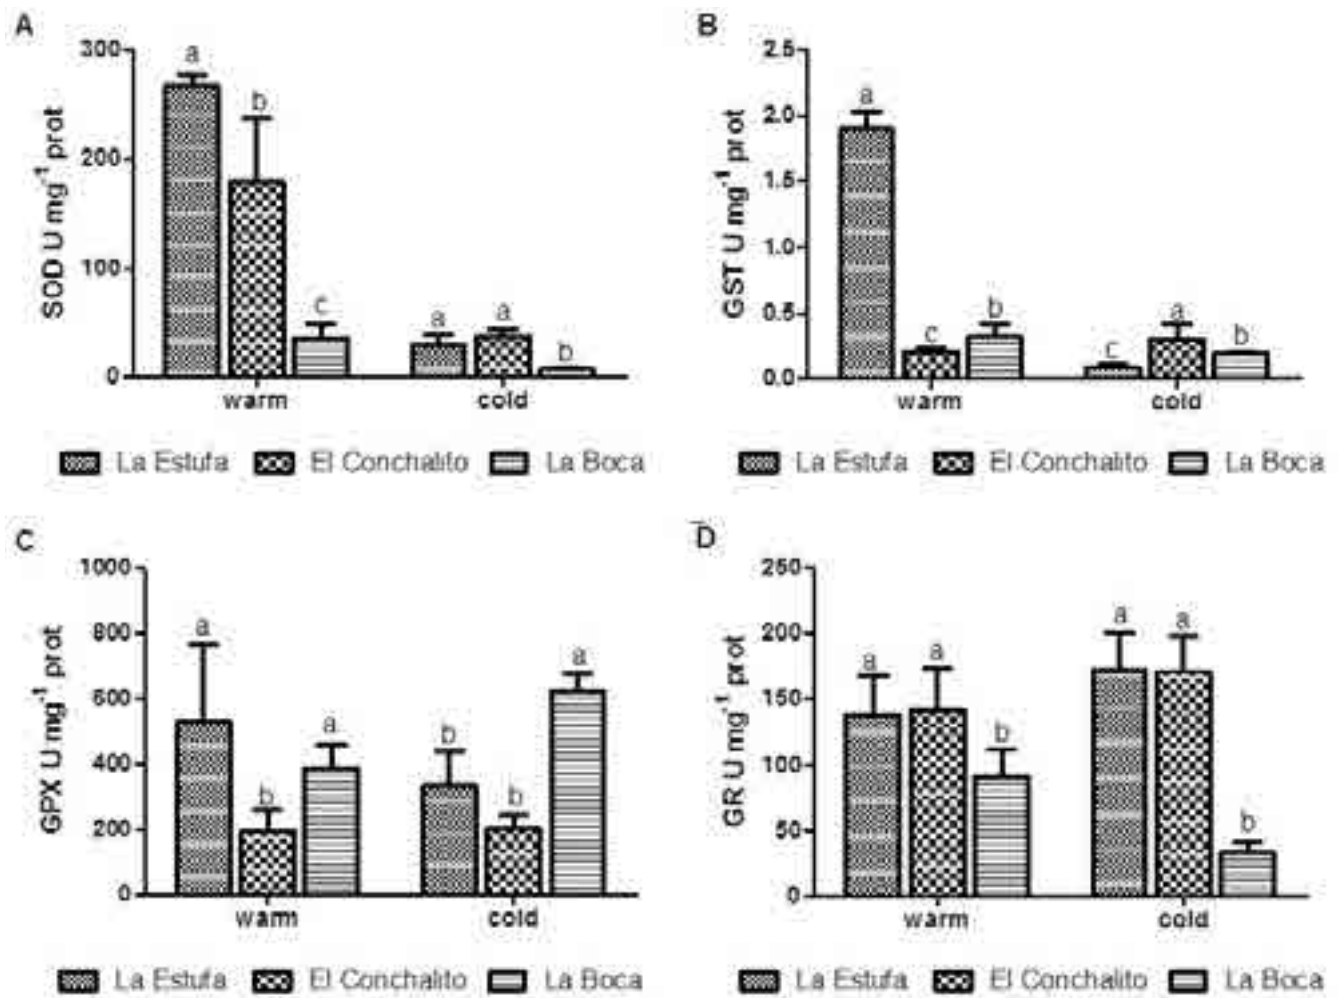 A
SOD U mg-1 prot
300
200
100
0
a
b
c
a
a
b
warm
cold
La Estufa
El Conchalito
La Boca
B
GST U mg-1 prot
2.5
2.0
1.5
1.0
0.5
0.0
a
c
b
c
a
b
warm
cold
La Estufa
El Conchalito
La Boca
C
GPX U mg-1 prot
1000
800
600
400
200
0
a
b
a
b
b
a
warm
cold
La Estufa
El Conchalito
La Boca
D
GR U mg-1 prot
250
200
150
100
50
0
a
a
b
a
a
b
warm
cold
La Estufa
El Conchalito
La Boca